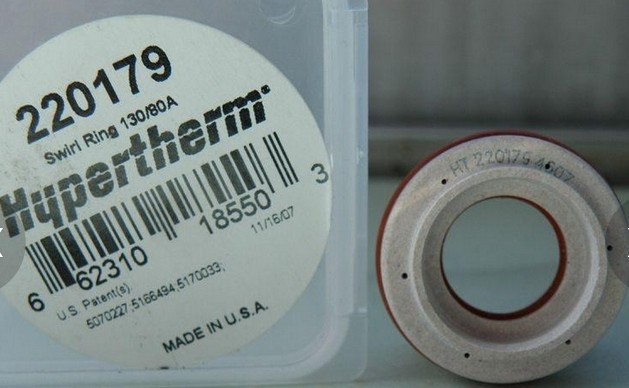 220179
Swirl Ring 130/80A
Hypertherm
6 62310 18550 3
11/16/07
U.S. Patent(s)
5070227;5166494;5170033;
MADE IN U.S.A.
HT 220179 4607